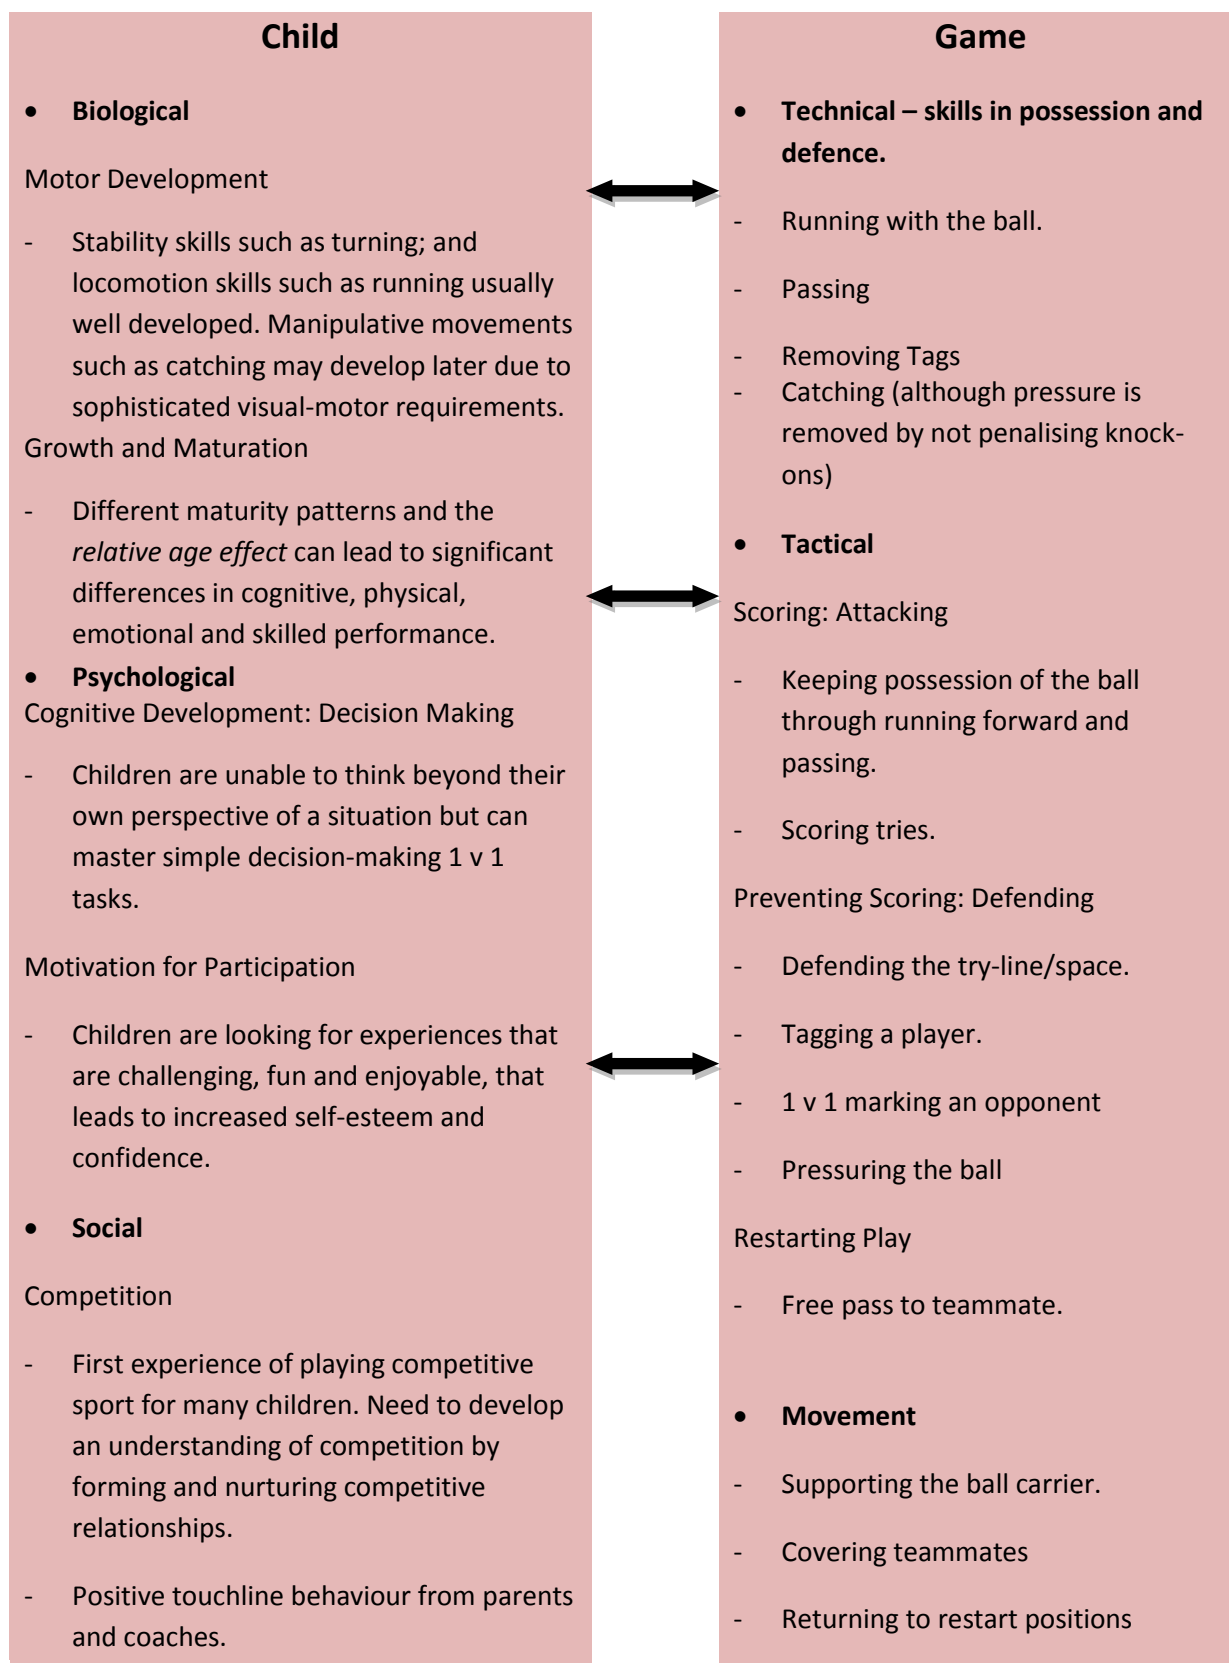 Child
• Biological
Motor Development
- Stability skills such as turning; and
locomotion skills such as running usually
well developed. Manipulative movements
such as catching may develop later due to
sophisticated visual-motor requirements.
Growth and Maturation
- Different maturity patterns and the
relative age effect can lead to significant
differences in cognitive, physical,
emotional and skilled performance.
• Psychological
Cognitive Development: Decision Making
- Children are unable to think beyond their
own perspective of a situation but can
master simple decision-making 1 v 1
tasks.
Motivation for Participation
- Children are looking for experiences that
are challenging, fun and enjoyable, that
leads to increased self-esteem and
confidence.
• Social
Competition
- First experience of playing competitive
sport for many children. Need to develop
an understanding of competition by
forming and nurturing competitive
relationships.
- Positive touchline behaviour from parents
and coaches.
Game
• Technical – skills in possession and
defence.
- Running with the ball.
- Passing
- Removing Tags
- Catching (although pressure is
removed by not penalising knock-
ons)
• Tactical
Scoring: Attacking
- Keeping possession of the ball
through running forward and
passing.
- Scoring tries.
Preventing Scoring: Defending
- Defending the try-line/space.
- Tagging a player.
- 1 v 1 marking an opponent
- Pressuring the ball
Restarting Play
- Free pass to teammate.
• Movement
- Supporting the ball carrier.
- Covering teammates
- Returning to restart positions